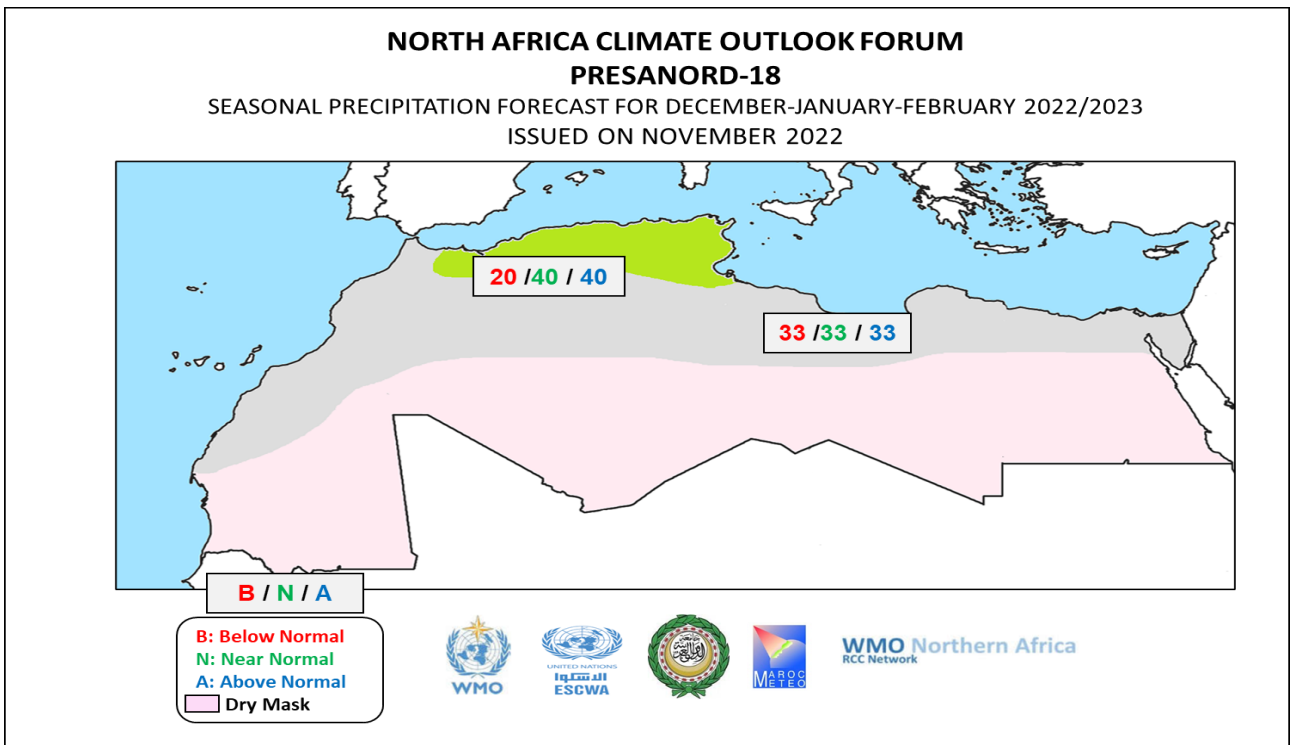 NORTH AFRICA CLIMATE OUTLOOK FORUM
PRESANORD-18
SEASONAL PRECIPITATION FORECAST FOR DECEMBER-JANUARY-FEBRUARY 2022/2023
ISSUED ON NOVEMBER 2022
20 /40 / 40
33 /33 / 33
B / N / A
B: Below Normal
N: Near Normal
A: Above Normal
Dry Mask
WMO
UNITED NATIONS
الاسكوا
ESCWA
MAROC
METEO
WMO Northern Africa
RCC Network